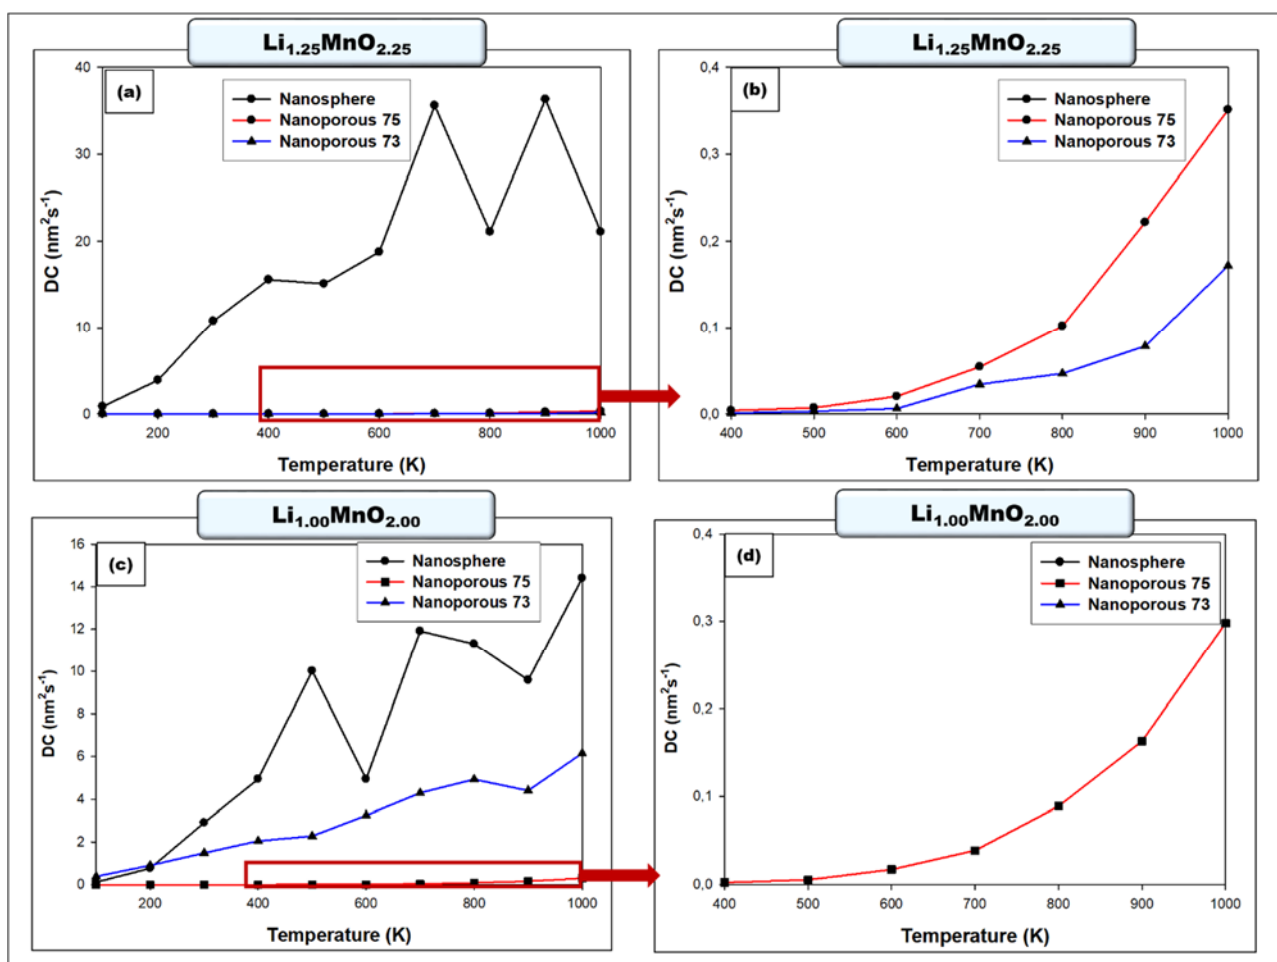 Li1.25MnO2.25
(a)
Nanosphere
Nanoporous 75
Nanoporous 73
40
30
20
10
0
DC (nm²s⁻¹)
200 400 600 800 1000
Temperature (K)
Li1.25MnO2.25
(b)
Nanosphere
Nanoporous 75
Nanoporous 73
0,4
0,3
0,2
0,1
0,0
DC (nm²s⁻¹)
400 500 600 700 800 900 1000
Temperature (K)
Li1.00MnO2.00
(c)
Nanosphere
Nanoporous 75
Nanoporous 73
16
14
12
10
8
6
4
2
0
DC (nm²s⁻¹)
200 400 600 800 1000
Temperature (K)
Li1.00MnO2.00
(d)
Nanosphere
Nanoporous 75
Nanoporous 73
0,4
0,3
0,2
0,1
0,0
DC (nm²s⁻¹)
400 500 600 700 800 900 1000
Temperature (K)